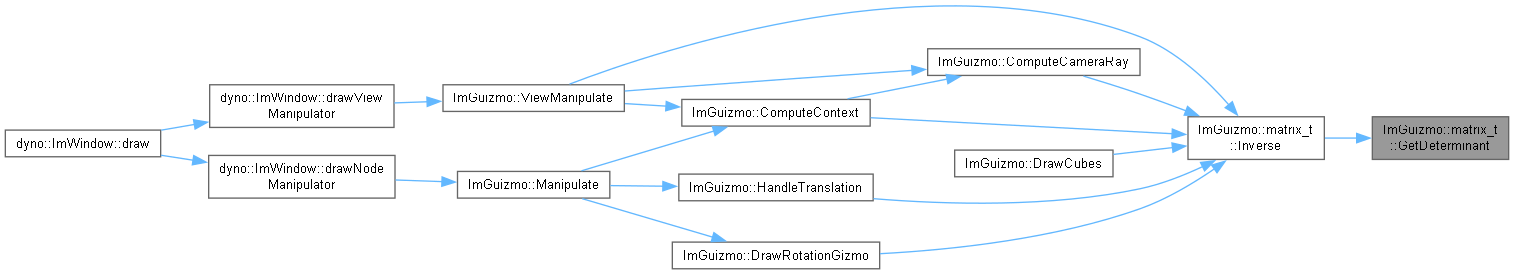 ImGuizmo::ComputeCameraRay
dyno::ImWindow::drawView
Manipulator
ImGuizmo::ViewManipulate
ImGuizmo::ComputeContext
dyno::ImWindow::draw
ImGuizmo::matrix_t
::Inverse
ImGuizmo::matrix_t
::GetDeterminant
ImGuizmo::DrawCubes
dyno::ImWindow::drawNode
Manipulator
ImGuizmo::Manipulate
ImGuizmo::HandleTranslation
ImGuizmo::DrawRotationGizmo